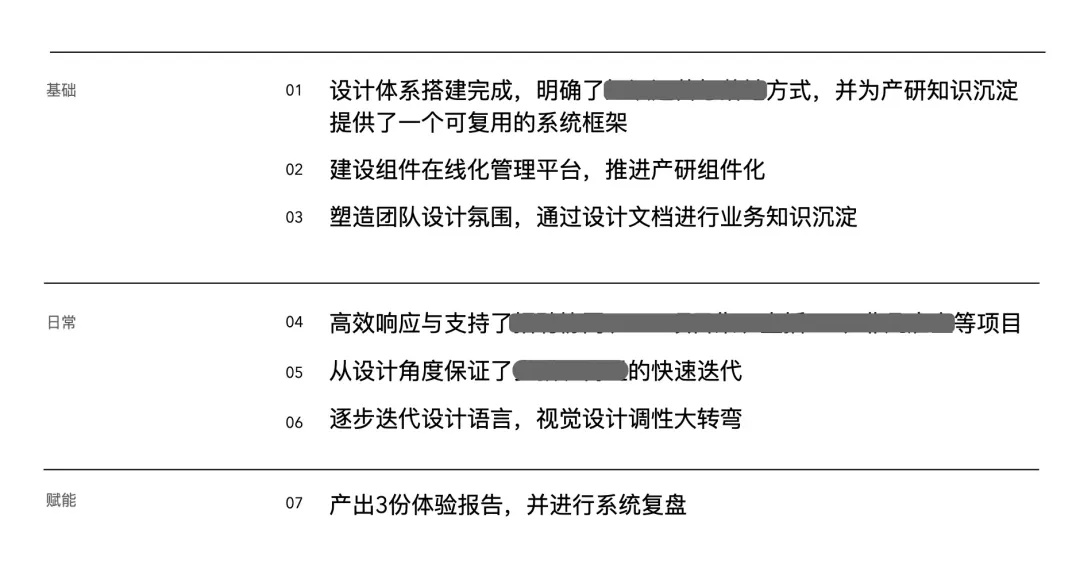 基础
01 设计体系搭建完成，明确了方式，并为产研知识沉淀
提供了一个可复用的系统框架
02 建设组件在线化管理平台，推进产研组件化
03 塑造团队设计氛围，通过设计文档进行业务知识沉淀
日常
04 高效响应与支持了等项目
05 从设计角度保证了的快速迭代
06 逐步迭代设计语言，视觉设计调性大转弯
赋能
07 产出3份体验报告，并进行系统复盘